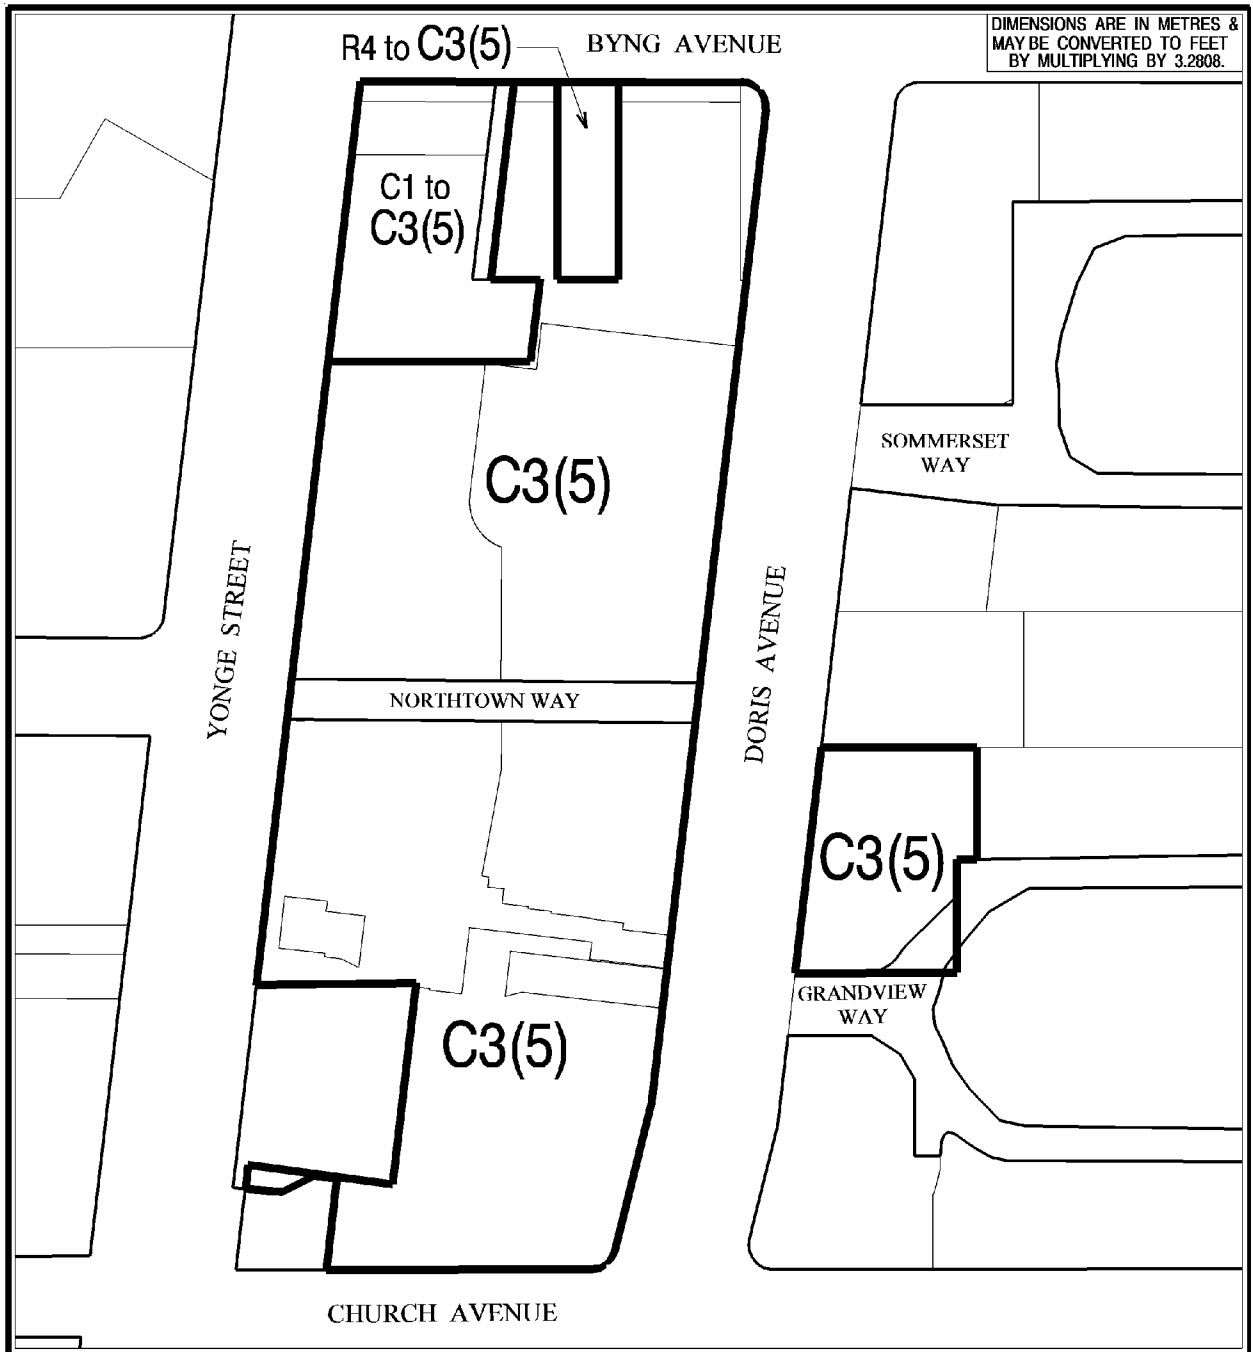 R4 to C3(5)
BYNG AVENUE
DIMENSIONS ARE IN METRES &
MAY BE CONVERTED TO FEET
BY MULTIPLYING BY 3.2808.
C1 to
C3(5)
SOMMERSET
WAY
C3(5)
YONGE STREET
DORIS AVENUE
NORTHTOWN WAY
C3(5)
GRANDVIEW
WAY
C3(5)
CHURCH AVENUE